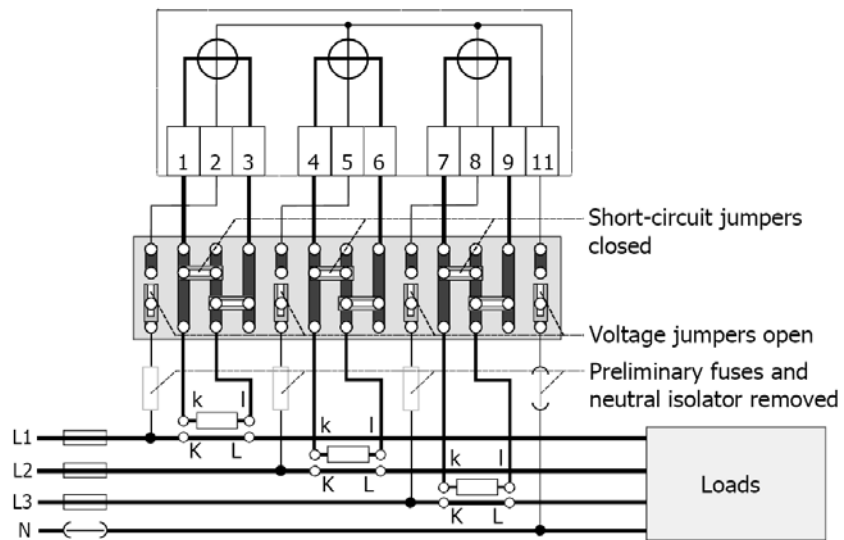 1 2 3 4 5 6 7 8 9 11
Short-circuit jumpers
closed
Voltage jumpers open
Preliminary fuses and
neutral isolator removed
k l
L1
K L
k l
L2
K L
k l
L3
K L
N
Loads